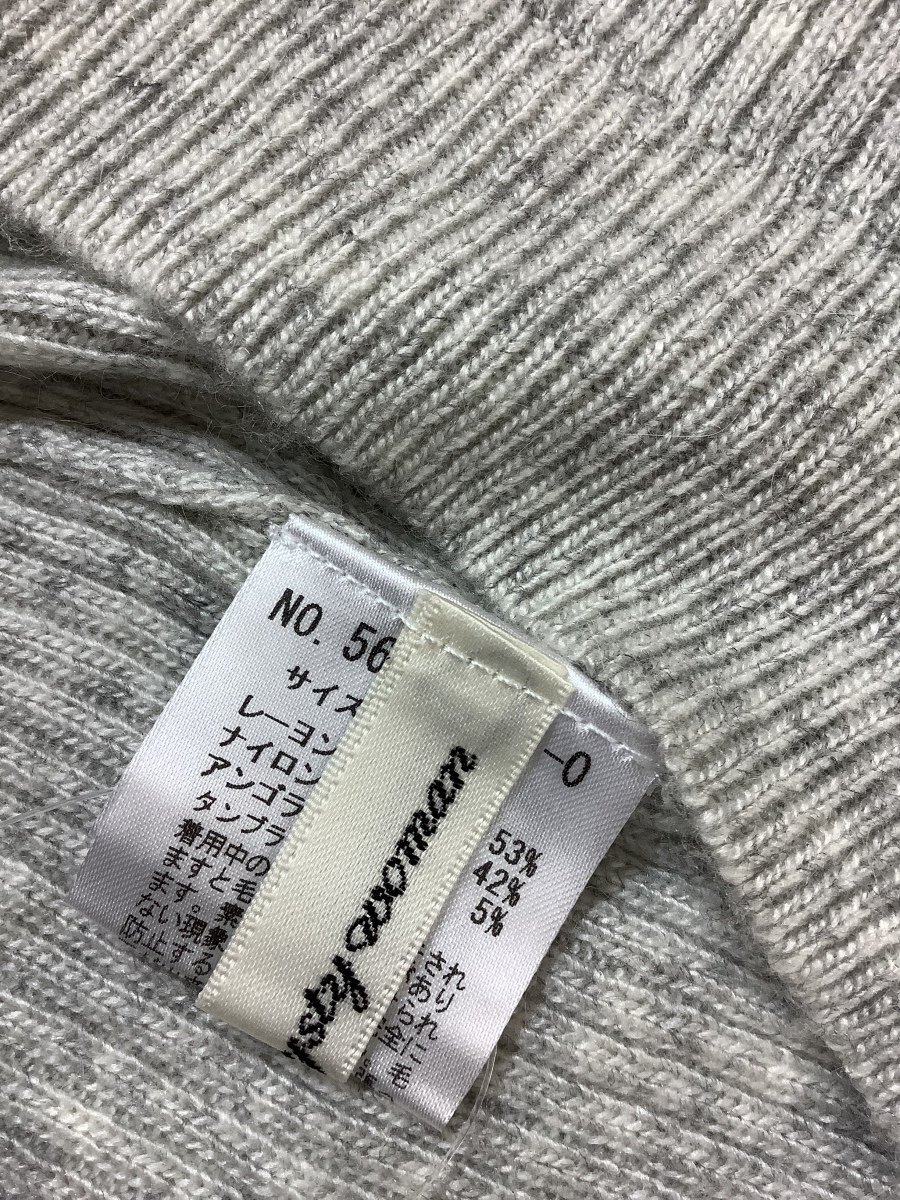 NO. 56
-0
サイズ
レーヨン 53%
ナイロン 42%
アンゴラ 5%
タンブラ
着用中の
ますと毛
ます。
ない現象
防止する
され
おり
られ
全に
毛
woman